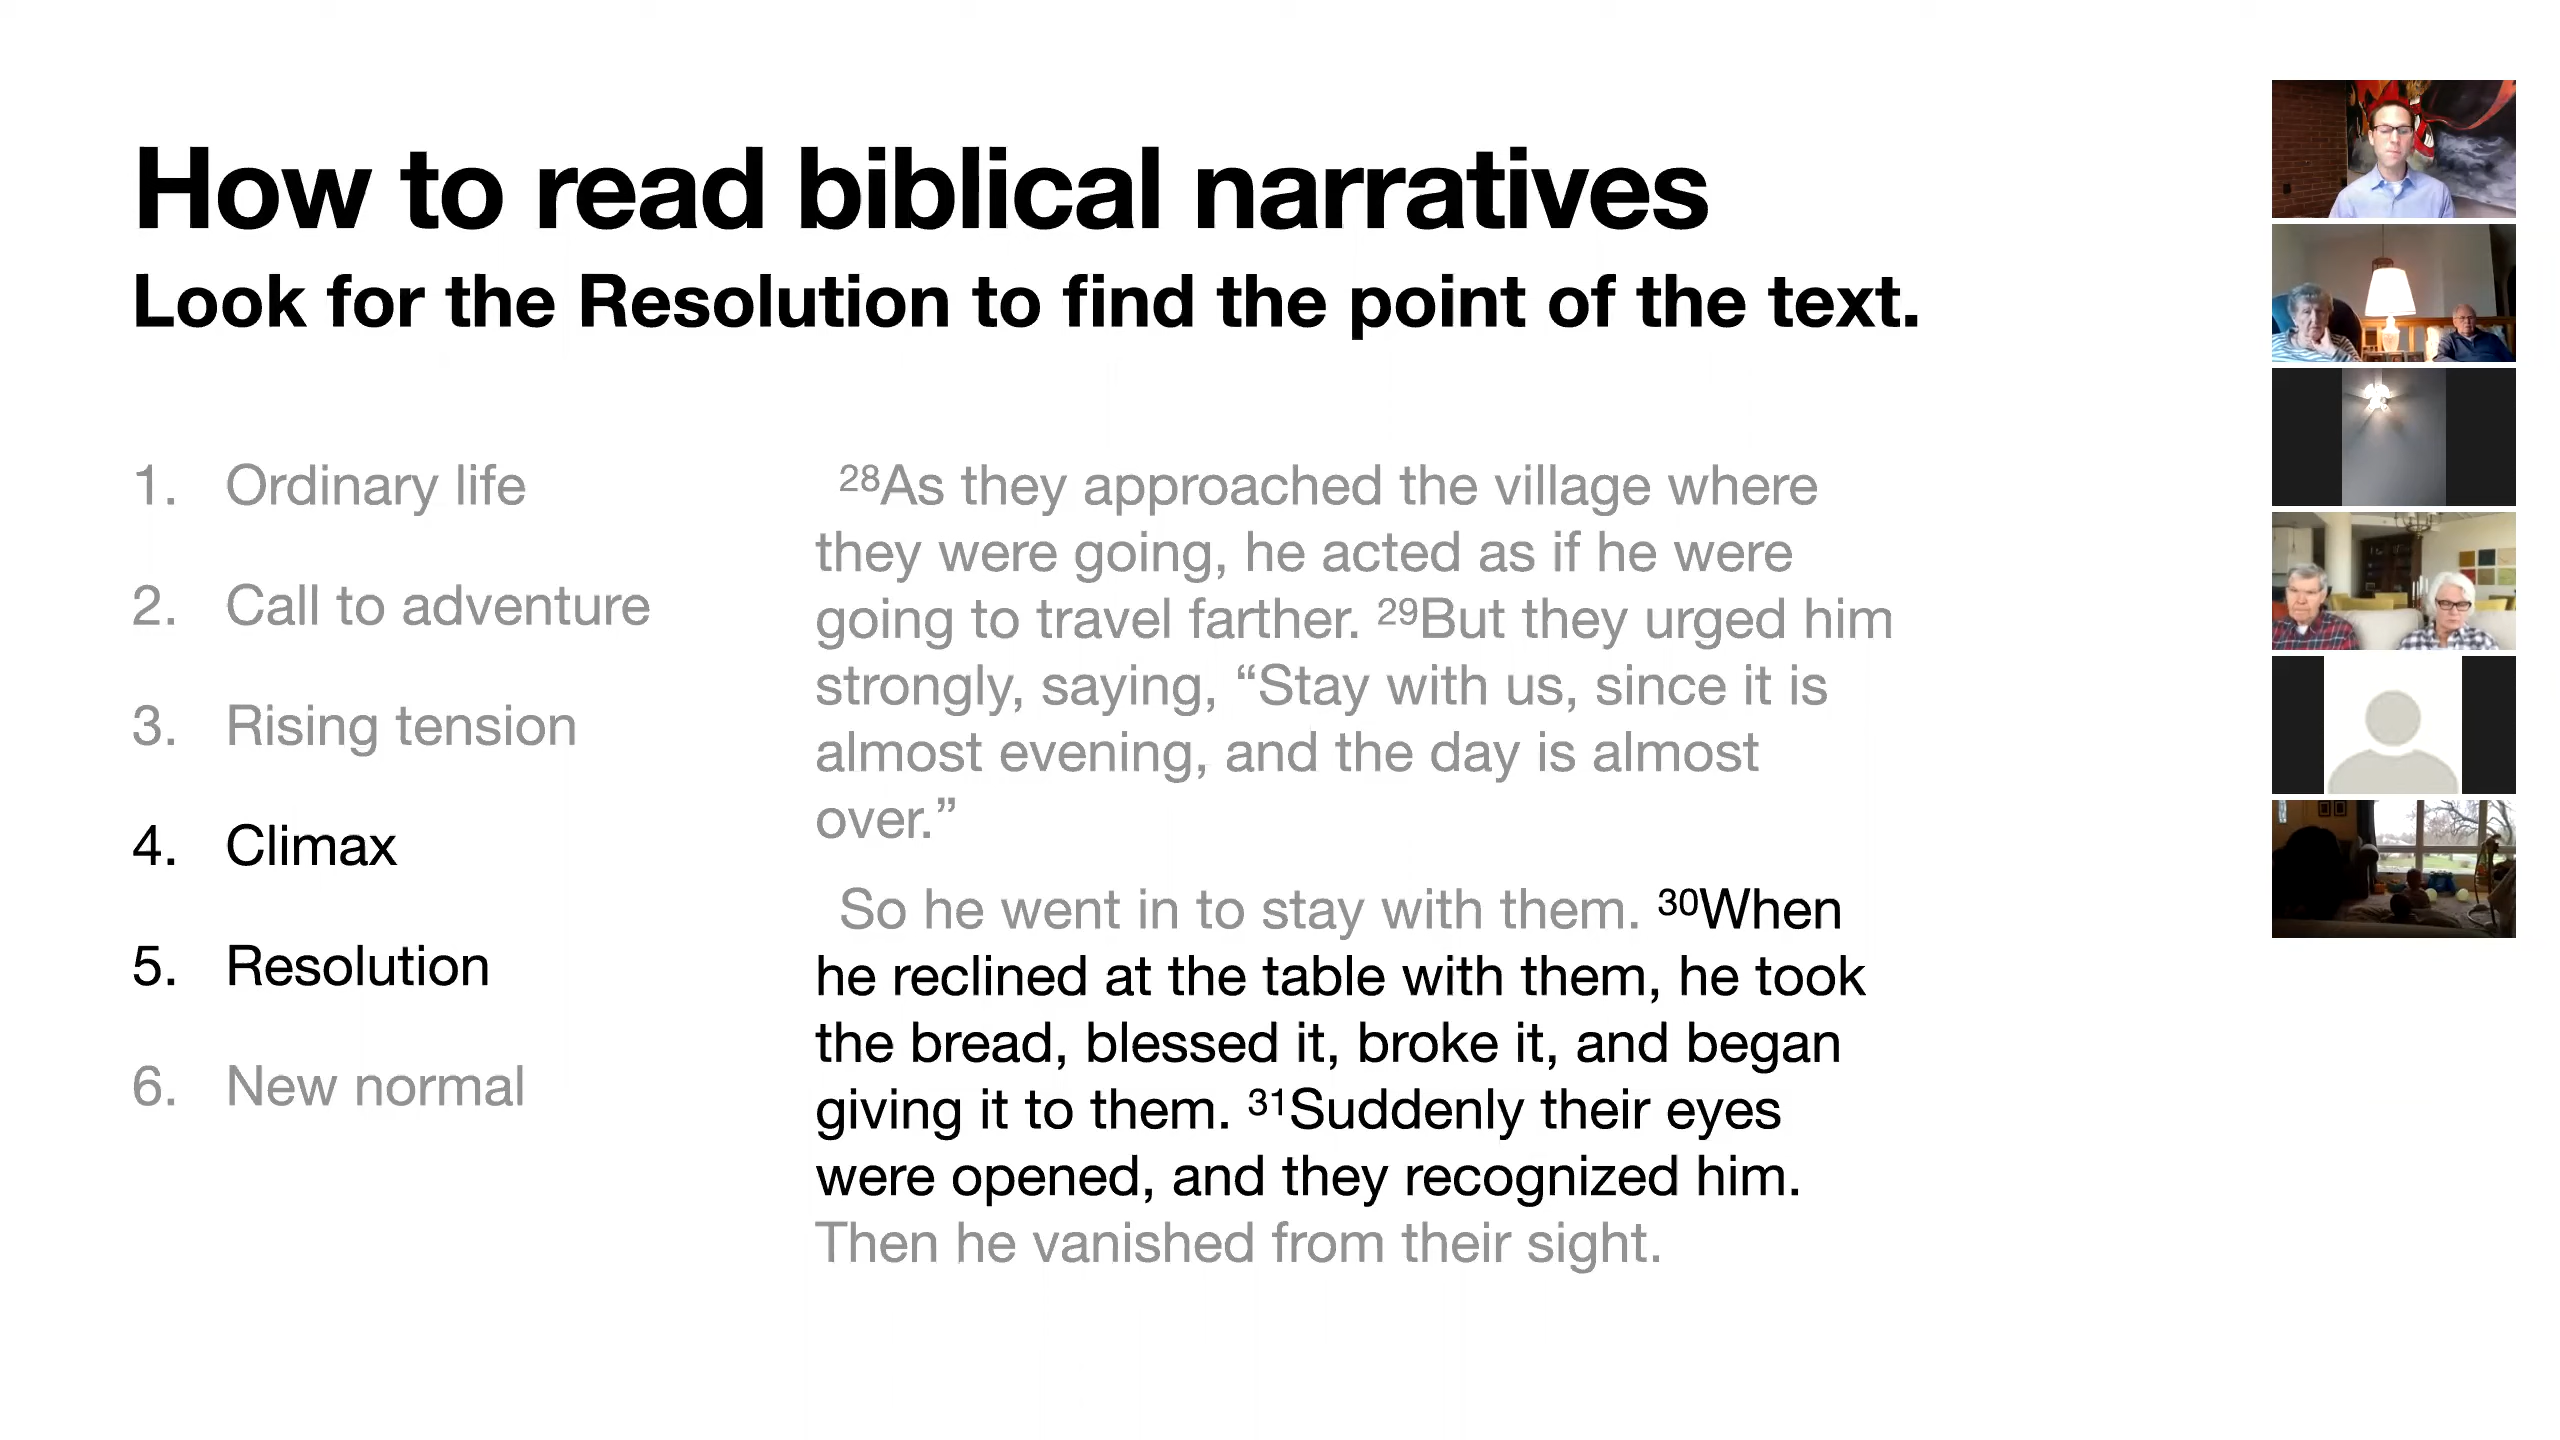 How to read biblical narratives
Look for the Resolution to find the point of the text.
1. Ordinary life
2. Call to adventure
3. Rising tension
4. Climax
5. Resolution
6. New normal
28As they approached the village where
they were going, he acted as if he were
going to travel farther. 29But they urged him
strongly, saying, “Stay with us, since it is
almost evening, and the day is almost
over.”
So he went in to stay with them. 30When
he reclined at the table with them, he took
the bread, blessed it, broke it, and began
giving it to them. 31Suddenly their eyes
were opened, and they recognized him.
Then he vanished from their sight.